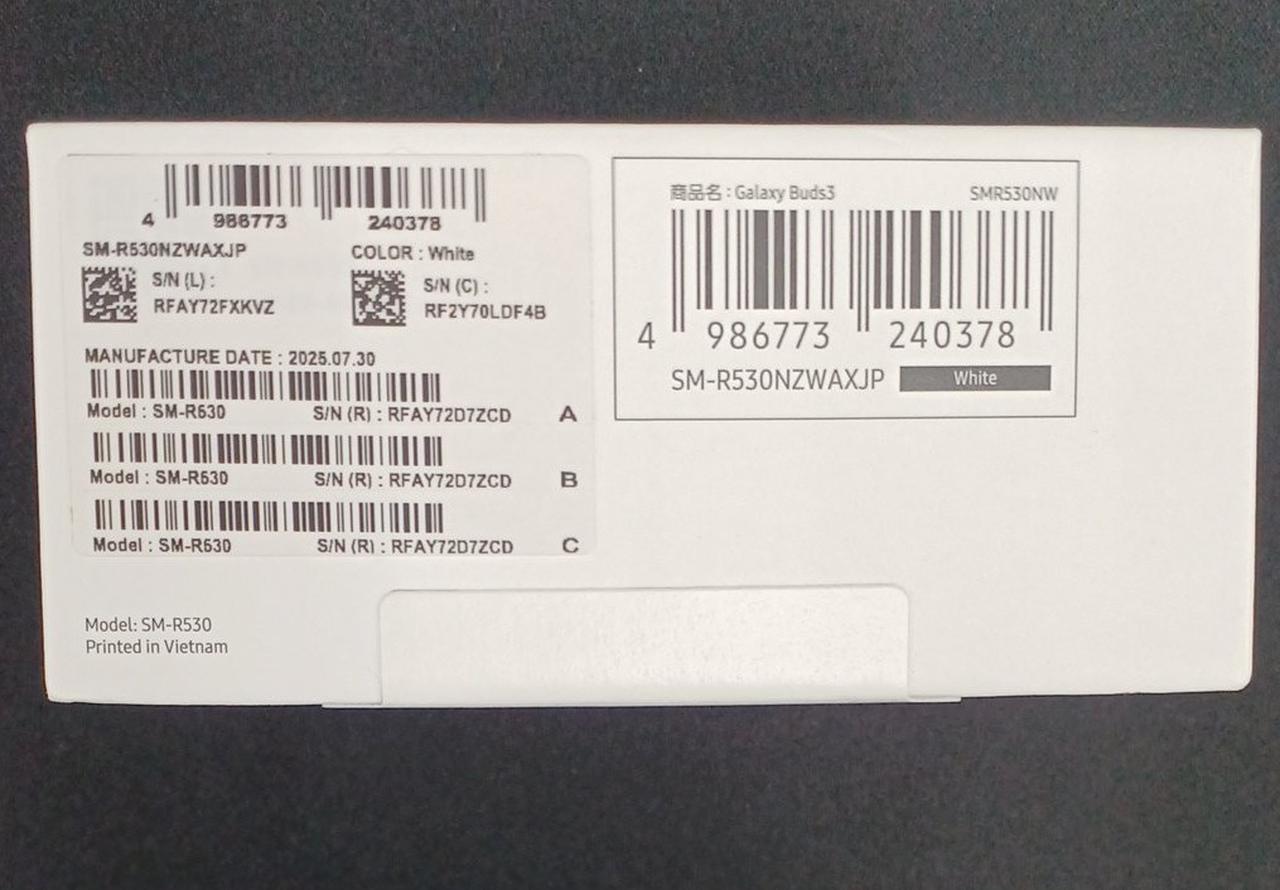 4 986773 240378
SM-R530NZWAXJP COLOR : White
S/N (L) :
RFAY72FXKVZ
S/N (C) :
RF2Y70LDF4B
MANUFACTURE DATE : 2025.07.30
Model : SM-R530 S/N (R) : RFAY72D7ZCD A
Model : SM-R530 S/N (R) : RFAY72D7ZCD B
Model : SM-R530 S/N (R) : RFAY72D7ZCD C
Model: SM-R530
Printed in Vietnam
商品名 : Galaxy Buds3 SMR530NW
4 986773 240378
SM-R530NZWAXJP White